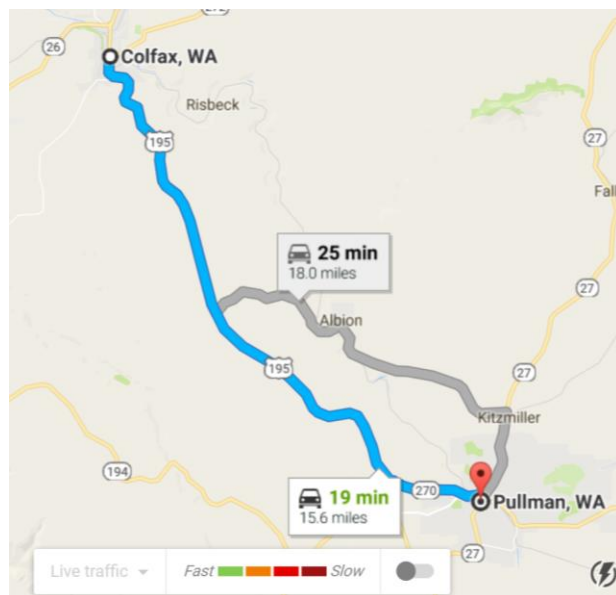 272
26
Colfax, WA
Risbeck
195
27
Fall
25 min
18.0 miles
27
Albion
195
27
Kitzmiller
194
19 min
15.6 miles
270
Pullman, WA
27
Live traffic
Fast
Slow